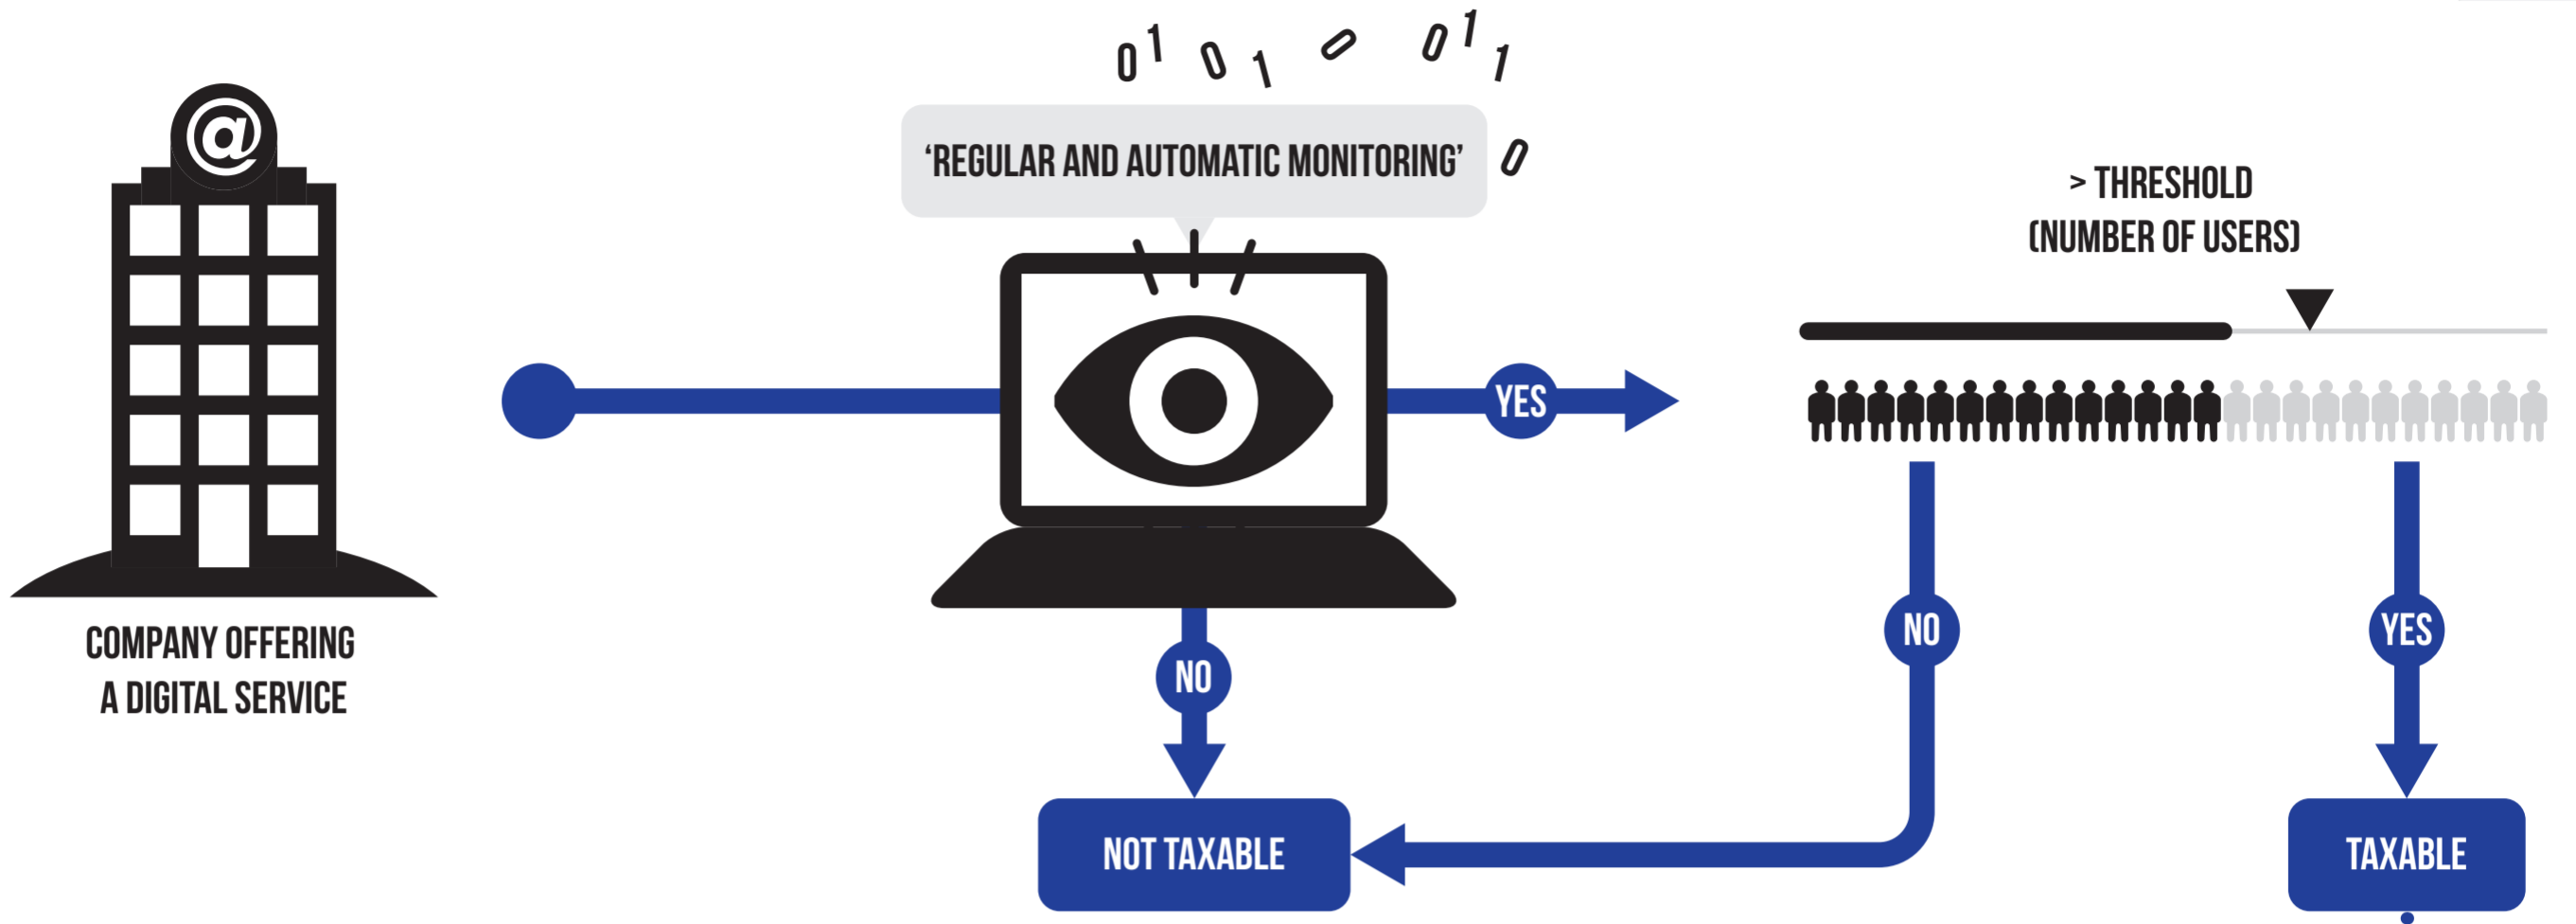 0 1 0 1 0 0 1 1
‘REGULAR AND AUTOMATIC MONITORING’ 0
> THRESHOLD
(NUMBER OF USERS)
@
YES
COMPANY OFFERING
A DIGITAL SERVICE
NO
NO
YES
NOT TAXABLE
TAXABLE